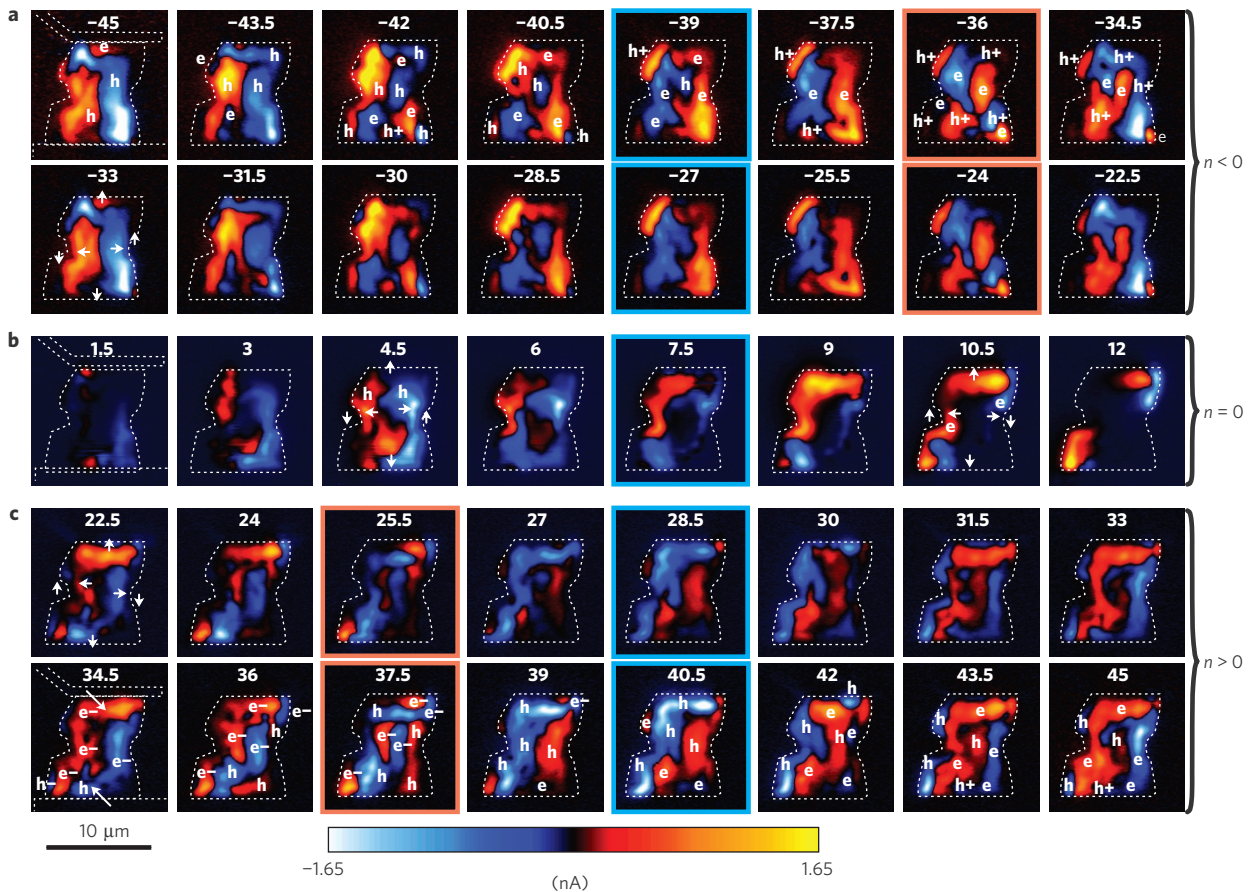 a
−45 −43.5 −42 −40.5 −39 −37.5 −36 −34.5
e h h
e h h e
e h h e h h+ h
e h h e h
h+ e h e e
h+ e h+
h+ h+ e e e h+ h+ e
h+ h+ e e h+ h+ e
n < 0
−33 −31.5 −30 −28.5 −27 −25.5 −24 −22.5
b
1.5 3 4.5 6 7.5 9 10.5 12
h h
e e
n = 0
c
22.5 24 25.5 27 28.5 30 31.5 33
n > 0
34.5 36 37.5 39 40.5 42 43.5 45
e− e− e− h− h
e− e− h e− e− e− h h
e− h e− h e− e− h e−
h e− h h e
h e h h e
h e h e h e e
h e h e h h+ e
e h h e h h+ e
10 μm
−1.65 1.65
(nA)